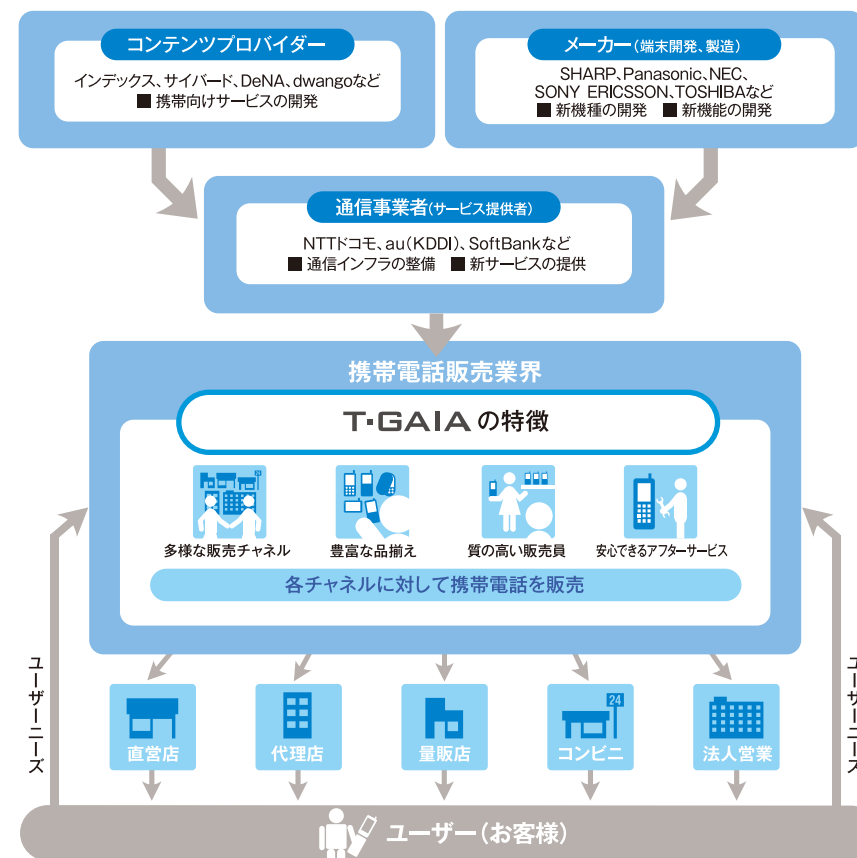 コンテンツプロバイダー
インデックス、サイバード、DeNA、dwangoなど
■ 携帯向けサービスの開発
メーカー(端末開発、製造)
SHARP、Panasonic、NEC、
SONY ERICSSON、TOSHIBAなど
■ 新機種の開発 ■ 新機能の開発
通信事業者(サービス提供者)
NTTドコモ、au(KDDI)、SoftBankなど
■ 通信インフラの整備 ■ 新サービスの提供
携帯電話販売業界
T・GAIA の特徴
24
多様な販売チャネル
豊富な品揃え
質の高い販売員
安心できるアフターサービス
各チャネルに対して携帯電話を販売
ユーザーニーズ
ユーザーニーズ
直営店
代理店
量販店
24
コンビニ
法人営業
ユーザー(お客様)